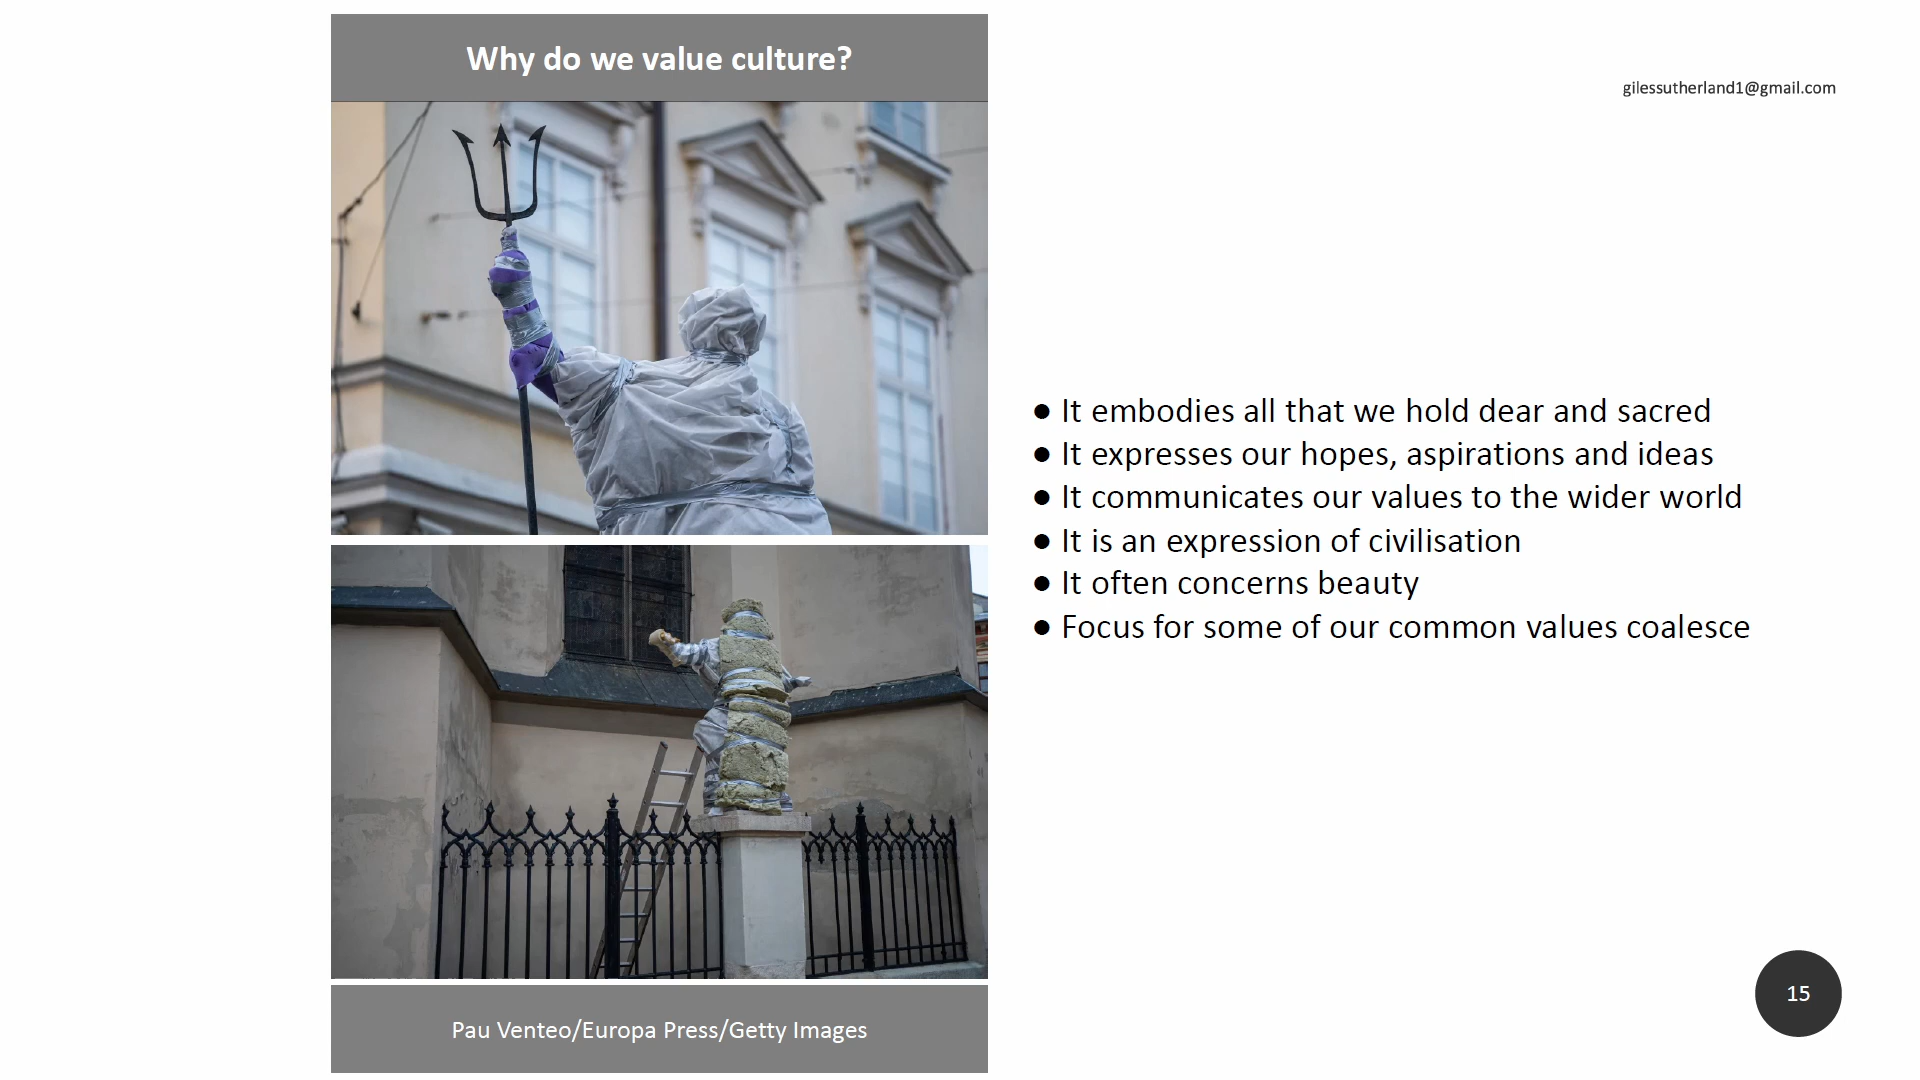 Why do we value culture?
gilessutherland1@gmail.com
● It embodies all that we hold dear and sacred
● It expresses our hopes, aspirations and ideas
● It communicates our values to the wider world
● It is an expression of civilisation
● It often concerns beauty
● Focus for some of our common values coalesce
Pau Venteo/Europa Press/Getty Images
15